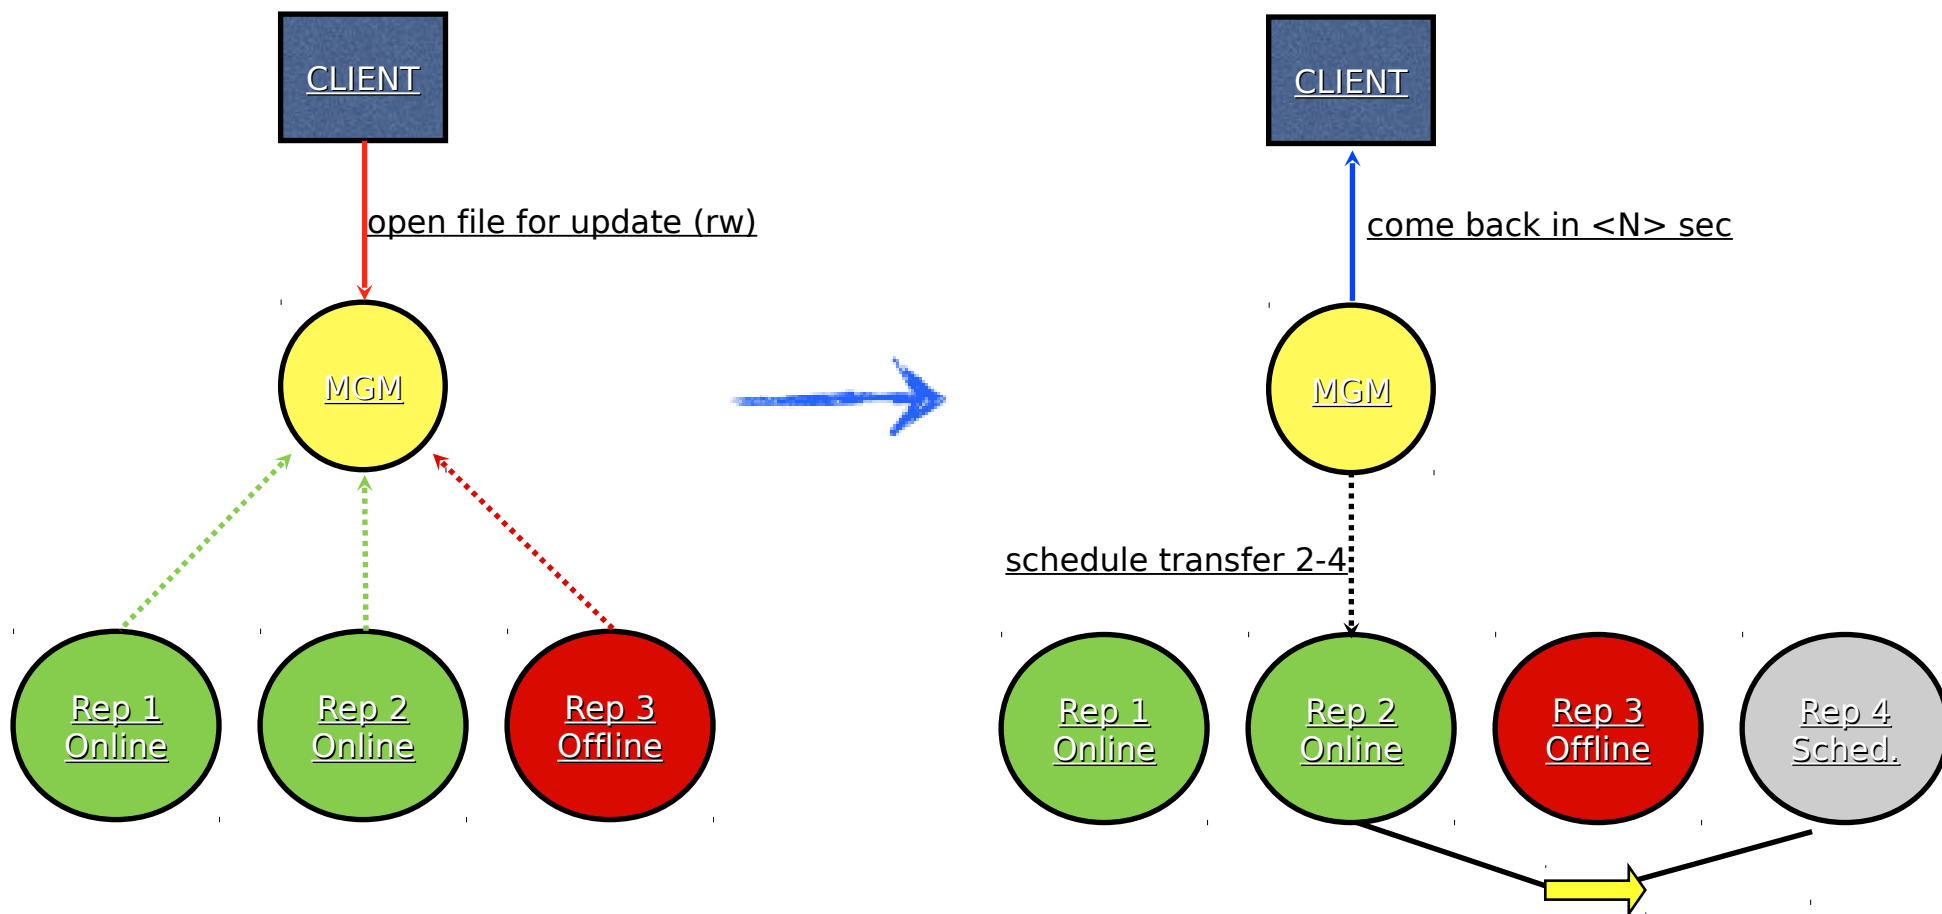 CLIENT
open file for update (rw)
MGM
Rep 1
Online
Rep 2
Online
Rep 3
Offline
CLIENT
come back in <N> sec
MGM
schedule transfer 2-4
Rep 1
Online
Rep 2
Online
Rep 3
Offline
Rep 4
Sched.